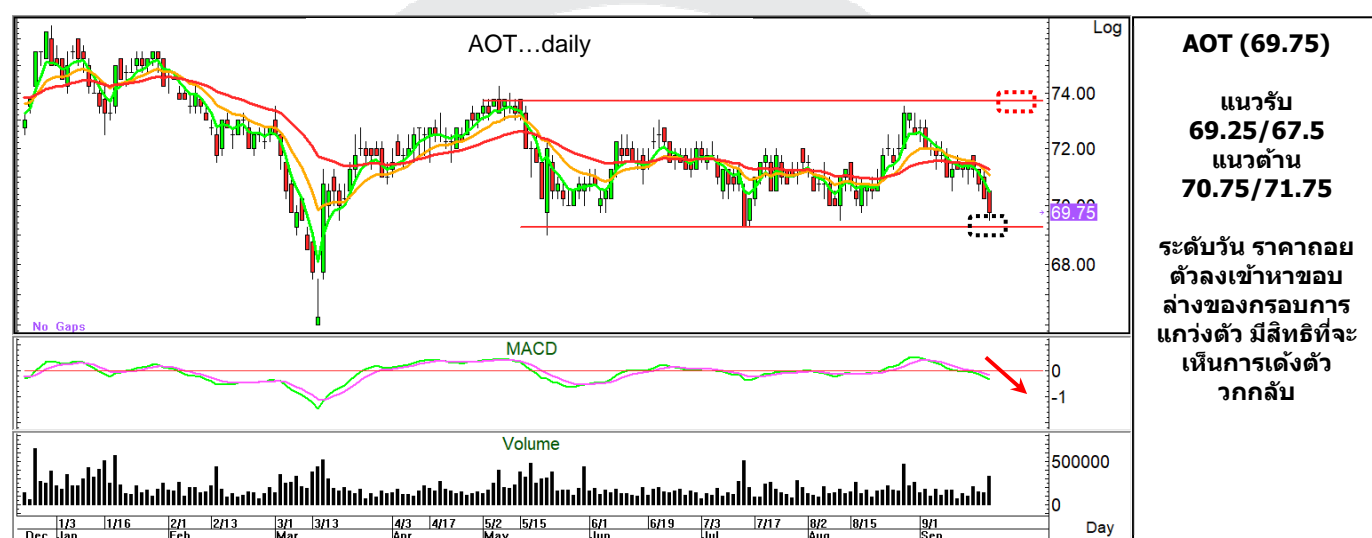 AOT…daily
Log
74.00
72.00
70.00
69.75
68.00
No Gaps
MACD
0
-1
Volume
500000
0
1/3 1/16 2/1 2/13 3/1 3/13 4/3 4/17 5/2 5/15 6/1 6/19 7/3 7/17 8/2 8/15 9/1
Dec Jan Feb Mar Apr May Jun Jul Aug Sep
Day
AOT (69.75)
แนวรับ
69.25/67.5
แนวต้าน
70.75/71.75
ระดับวัน ราคาถอย
ตัวลงเข้าหาขอบ
ล่างของกรอบการ
แกว่งตัว มีสิทธิที่จะ
เห็นการเด้งตัว
วกกลับ